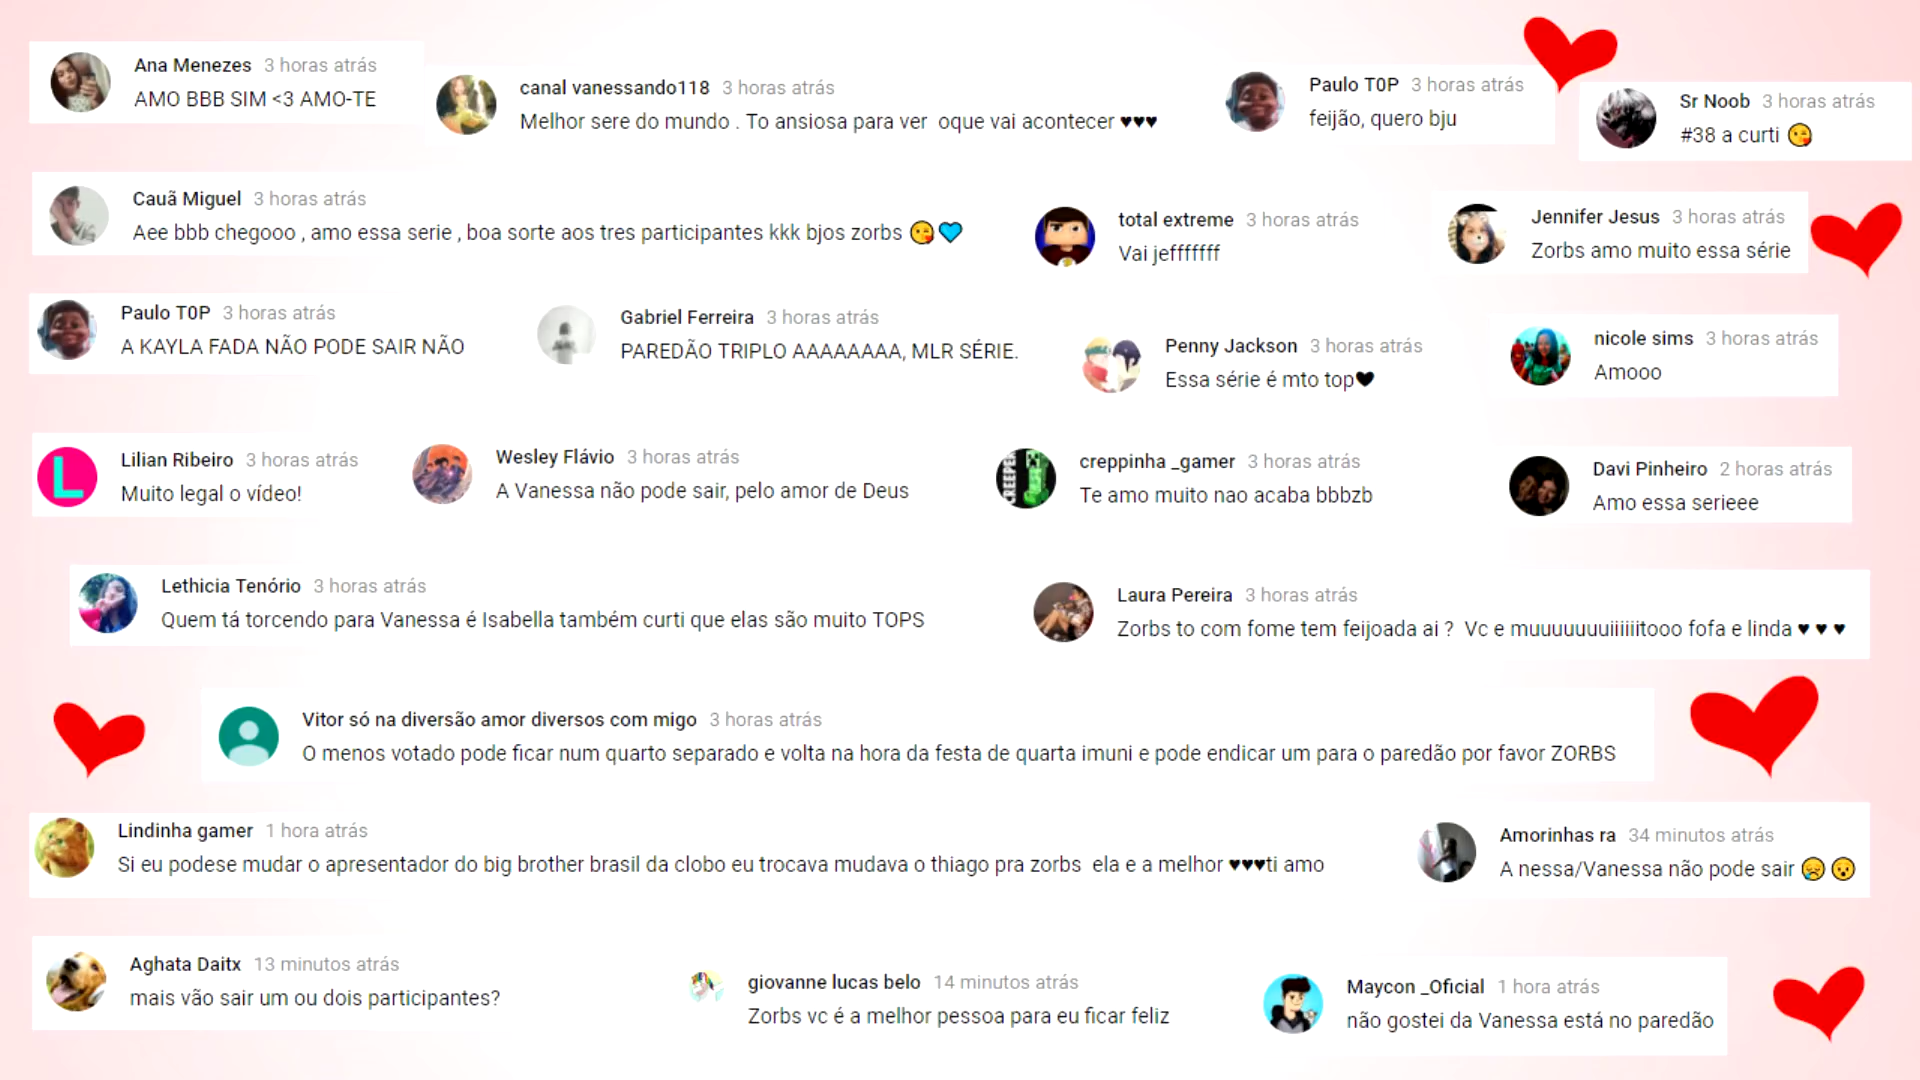 Ana Menezes 3 horas atrás
AMO BBB SIM <3 AMO-TE
canal vanessando118 3 horas atrás
Melhor sere do mundo . To ansiosa para ver oque vai acontecer ♥♥♥
Paulo T0P 3 horas atrás
feijão, quero bju
Sr Noob 3 horas atrás
#38 a curti 😘
Cauã Miguel 3 horas atrás
Aee bbb chegooo , amo essa serie , boa sorte aos tres participantes kkk bjos zorbs 😘💙
total extreme 3 horas atrás
Vai jefffffff
Jennifer Jesus 3 horas atrás
Zorbs amo muito essa série
Paulo T0P 3 horas atrás
A KAYLA FADA NÃO PODE SAIR NÃO
Gabriel Ferreira 3 horas atrás
PAREDÃO TRIPLO AAAAAAAA, MLR SÉRIE.
Penny Jackson 3 horas atrás
Essa série é mto top🖤
nicole sims 3 horas atrás
Amooo
L
Lilian Ribeiro 3 horas atrás
Muito legal o vídeo!
Wesley Flávio 3 horas atrás
A Vanessa não pode sair, pelo amor de Deus
CREEPER
creppinha _gamer 3 horas atrás
Te amo muito nao acaba bbbzb
Davi Pinheiro 2 horas atrás
Amo essa serieee
Lethicia Tenório 3 horas atrás
Quem tá torcendo para Vanessa é Isabella também curti que elas são muito TOPS
Laura Pereira 3 horas atrás
Zorbs to com fome tem feijoada ai ? Vc e muuuuuuuiiiiiitooo fofa e linda ♥ ♥ ♥
Vitor só na diversão amor diversos com migo 3 horas atrás
O menos votado pode ficar num quarto separado e volta na hora da festa de quarta imuni e pode endicar um para o paredão por favor ZORBS
Lindinha gamer 1 hora atrás
Si eu podese mudar o apresentador do big brother brasil da clobo eu trocava mudava o thiago pra zorbs ela e a melhor ♥♥♥ti amo
Amorinhas ra 34 minutos atrás
A nessa/Vanessa não pode sair 😥😯
Aghata Daitx 13 minutos atrás
mais vão sair um ou dois participantes?
giovanne lucas belo 14 minutos atrás
Zorbs vc é a melhor pessoa para eu ficar feliz
Maycon _Oficial 1 hora atrás
não gostei da Vanessa está no paredão